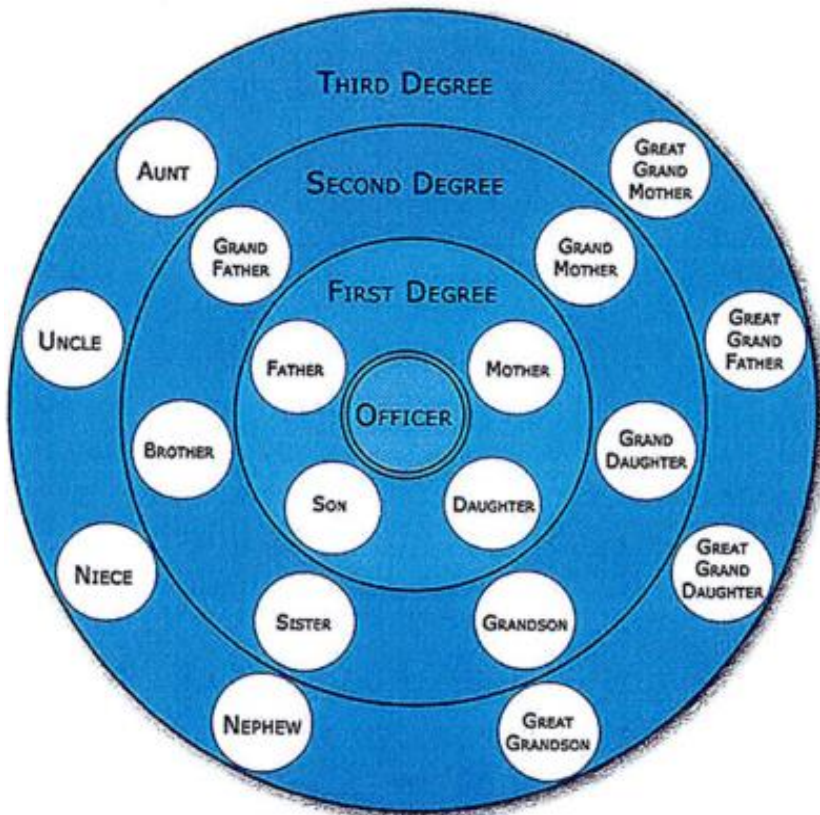 THIRD DEGREE
AUNT
GREAT
GRAND
MOTHER
SECOND DEGREE
GRAND
FATHER
GRAND
MOTHER
FIRST DEGREE
UNCLE
GREAT
GRAND
FATHER
FATHER
MOTHER
OFFICER
BROTHER
GRAND
DAUGHTER
SON
DAUGHTER
NIECE
GREAT
GRAND
DAUGHTER
SISTER
GRANDSON
NEPHEW
GREAT
GRANDSON